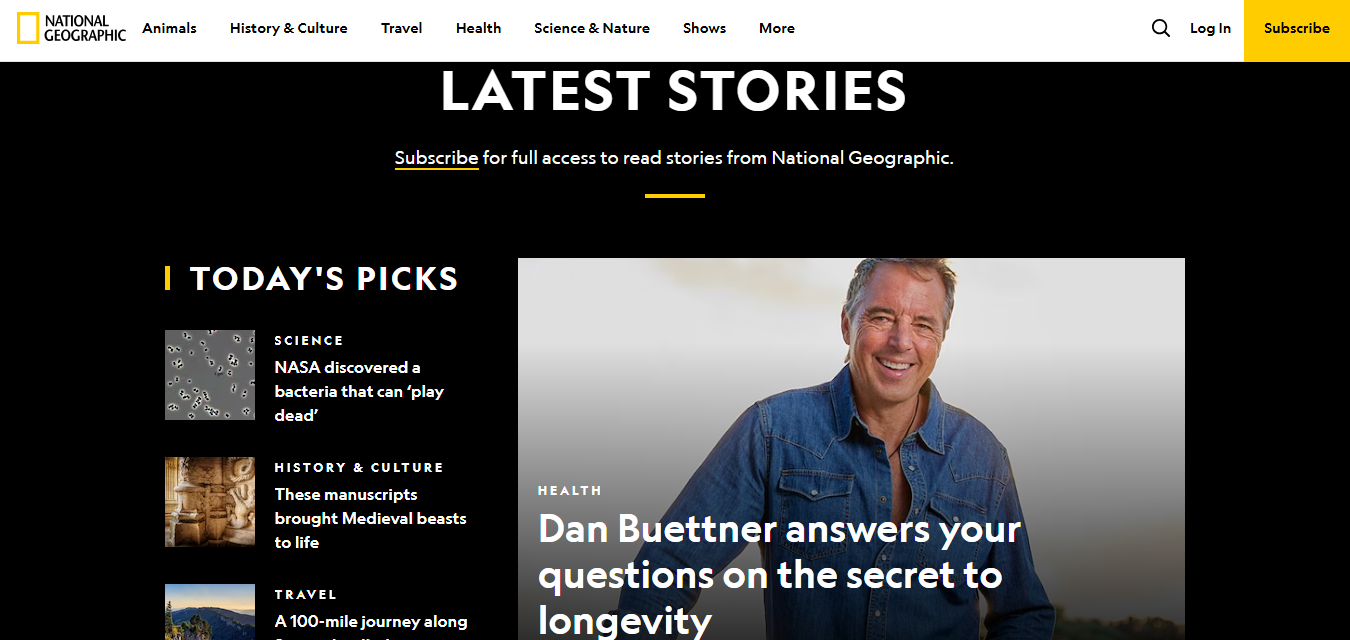 NATIONAL
GEOGRAPHIC
Animals
History & Culture
Travel
Health
Science & Nature
Shows
More
Log In
Subscribe
LATEST STORIES
Subscribe for full access to read stories from National Geographic.
TODAY'S PICKS
SCIENCE
NASA discovered a
bacteria that can ‘play
dead’
HISTORY & CULTURE
These manuscripts
brought Medieval beasts
to life
TRAVEL
A 100-mile journey along
HEALTH
Dan Buettner answers your
questions on the secret to
longevity